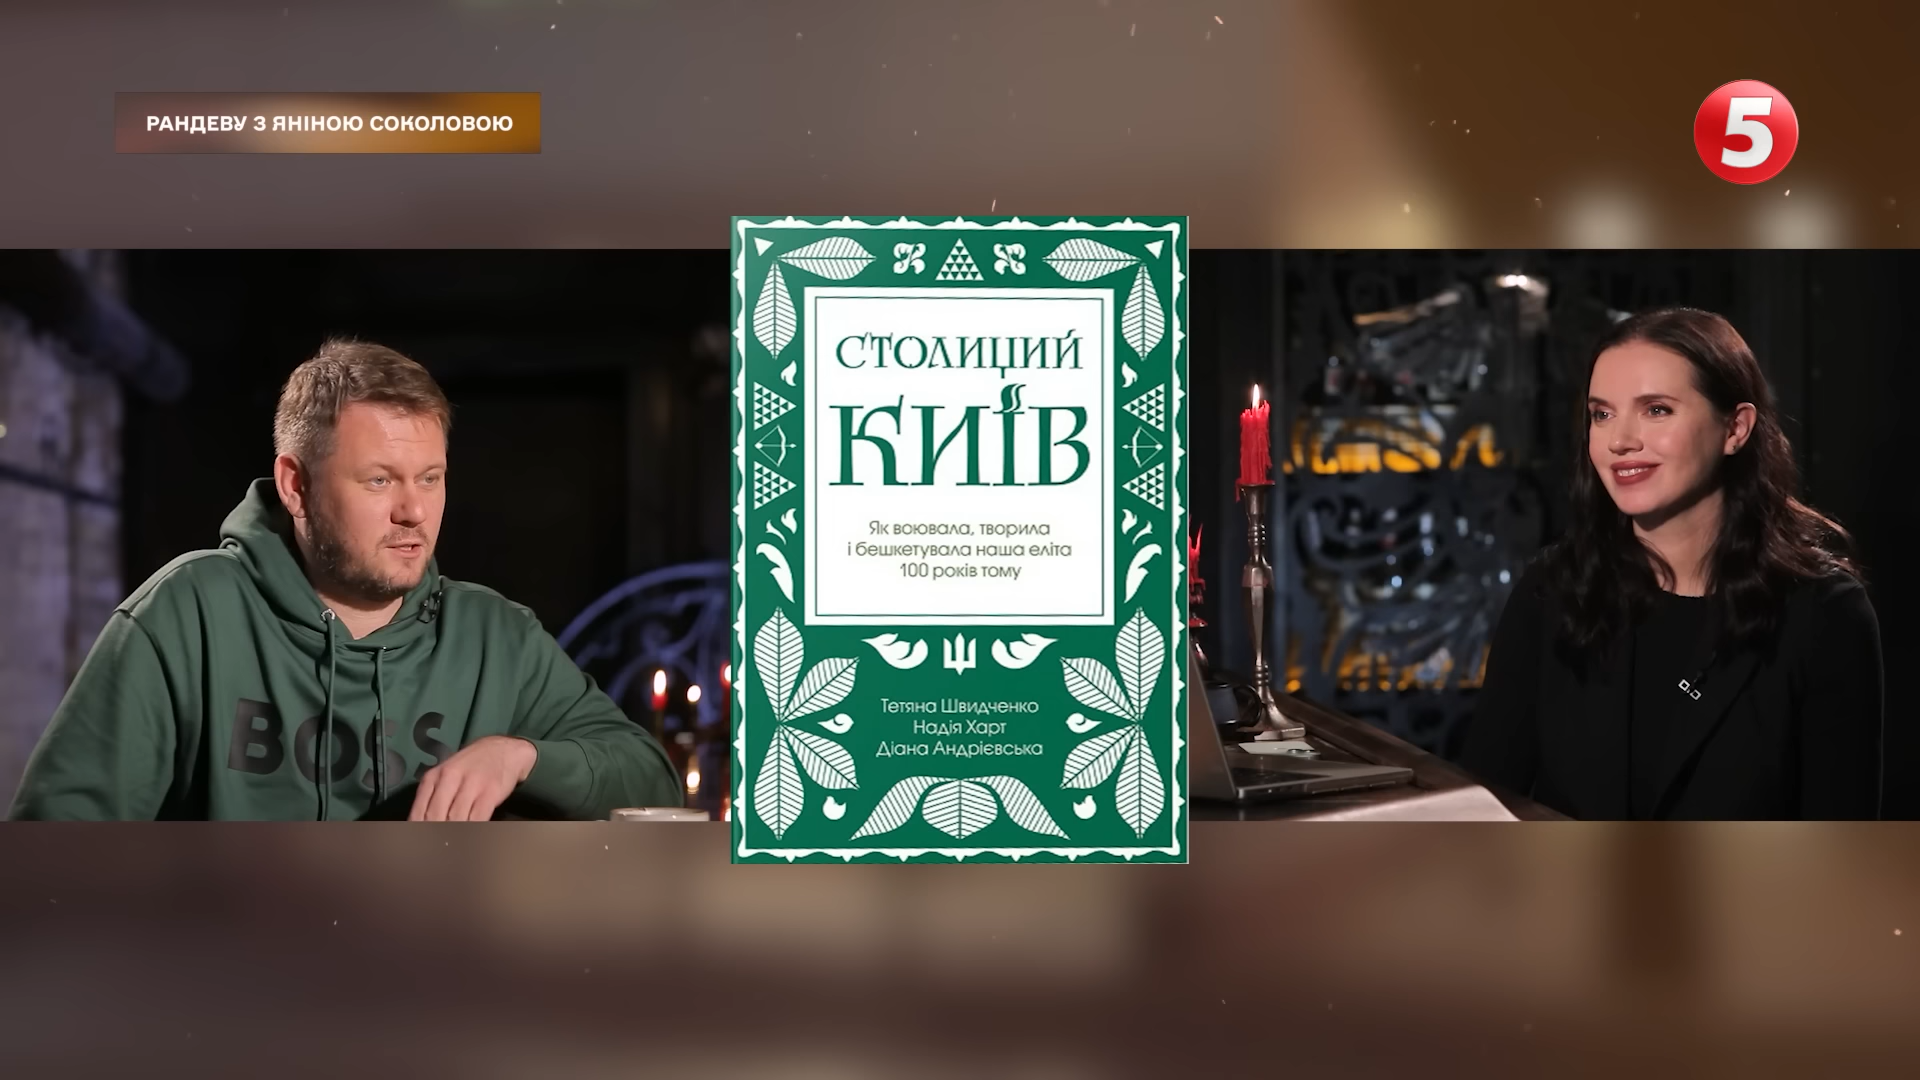 РАНДЕВУ З ЯНІНОЮ СОКОЛОВОЮ
5
СТОЛИЦИЙ
КИЇВ
Як воювала, творила
і бешкетувала наша еліта
100 років тому
Тетяна Швидченко
Надія Харт
Діана Андрієвська
BOSS